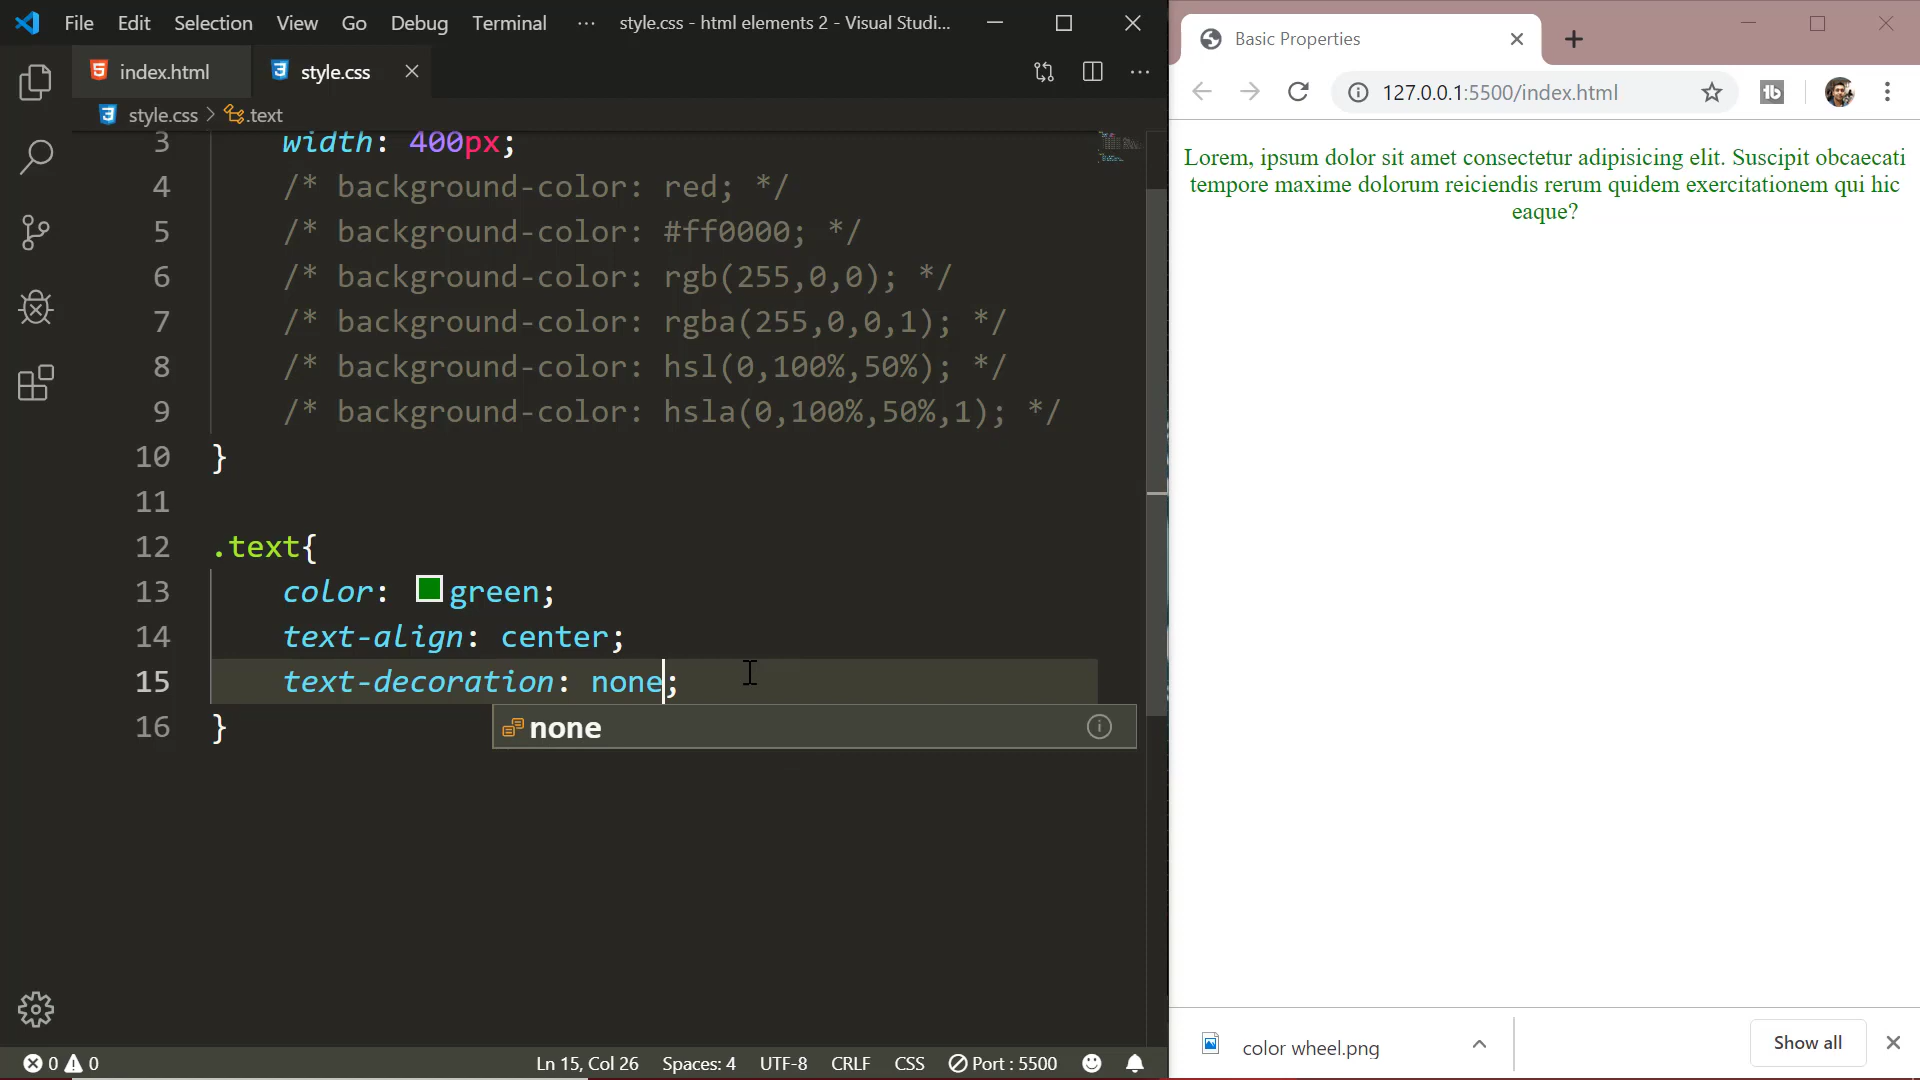 File Edit Selection View Go Debug Terminal ··· style.css - html elements 2 - Visual Studi...
index.html style.css
style.css > .text
3 width: 400px;
4 /* background-color: red; */
5 /* background-color: #ff0000; */
6 /* background-color: rgb(255,0,0); */
7 /* background-color: rgba(255,0,0,1); */
8 /* background-color: hsl(0,100%,50%); */
9 /* background-color: hsla(0,100%,50%,1); */
10 }
11
12 .text{
13 color: green;
14 text-align: center;
15 text-decoration: none;
16 }
none
0 0 Ln 15, Col 26 Spaces: 4 UTF-8 CRLF CSS Port : 5500
Basic Properties
127.0.0.1:5500/index.html
Lorem, ipsum dolor sit amet consectetur adipisicing elit. Suscipit obcaecati
tempore maxime dolorum reiciendis rerum quidem exercitationem qui hic
eaque?
color wheel.png Show all